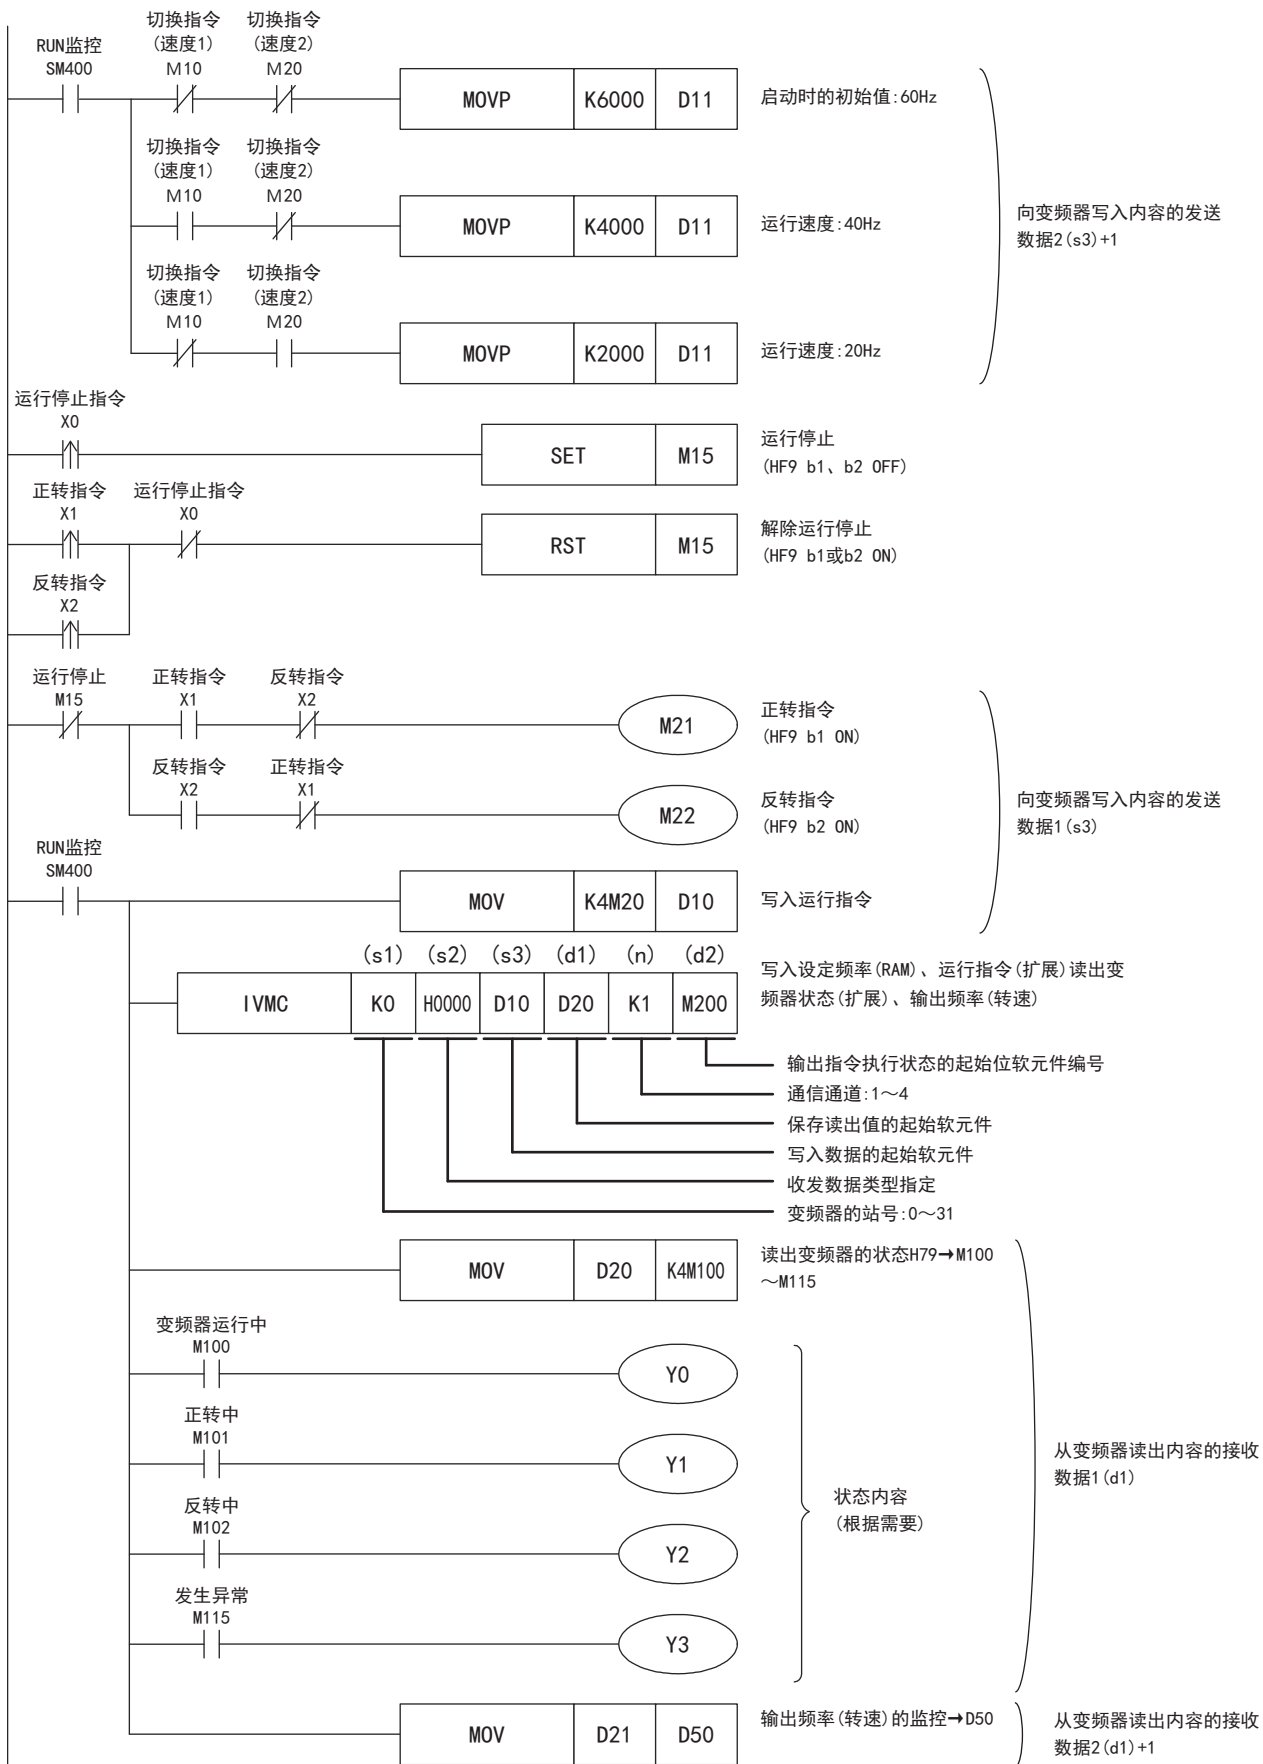 切换指令 切换指令
RUN监控 (速度1) (速度2)
SM400 M10 M20
MOVP K6000 D11 启动时的初始值:60Hz
切换指令 切换指令
(速度1) (速度2)
M10 M20
MOVP K4000 D11 运行速度:40Hz
向变频器写入内容的发送
数据2(s3)+1
切换指令 切换指令
(速度1) (速度2)
M10 M20
MOVP K2000 D11 运行速度:20Hz
运行停止指令
X0
SET M15
运行停止
(HF9 b1、b2 OFF)
正转指令 运行停止指令
X1 X0
RST M15
解除运行停止
(HF9 b1或b2 ON)
反转指令
X2
运行停止 正转指令 反转指令
M15 X1 X2
M21
正转指令
(HF9 b1 ON)
反转指令 正转指令
X2 X1
M22
反转指令
(HF9 b2 ON)
向变频器写入内容的发送
数据1(s3)
RUN监控
SM400
MOV K4M20 D10 写入运行指令
(s1) (s2) (s3) (d1) (n) (d2)
IVMC K0 H0000 D10 D20 K1 M200
写入设定频率(RAM)、运行指令(扩展)读出变
频器状态(扩展)、输出频率(转速)
输出指令执行状态的起始位软元件编号
通信通道:1～4
保存读出值的起始软元件
写入数据的起始软元件
收发数据类型指定
变频器的站号:0～31
MOV D20 K4M100
读出变频器的状态H79→M100
～M115
变频器运行中
M100
Y0
正转中
M101
Y1
反转中
M102
Y2
发生异常
M115
Y3
状态内容
(根据需要)
从变频器读出内容的接收
数据1(d1)
MOV D21 D50 输出频率(转速)的监控→D50
从变频器读出内容的接收
数据2(d1)+1